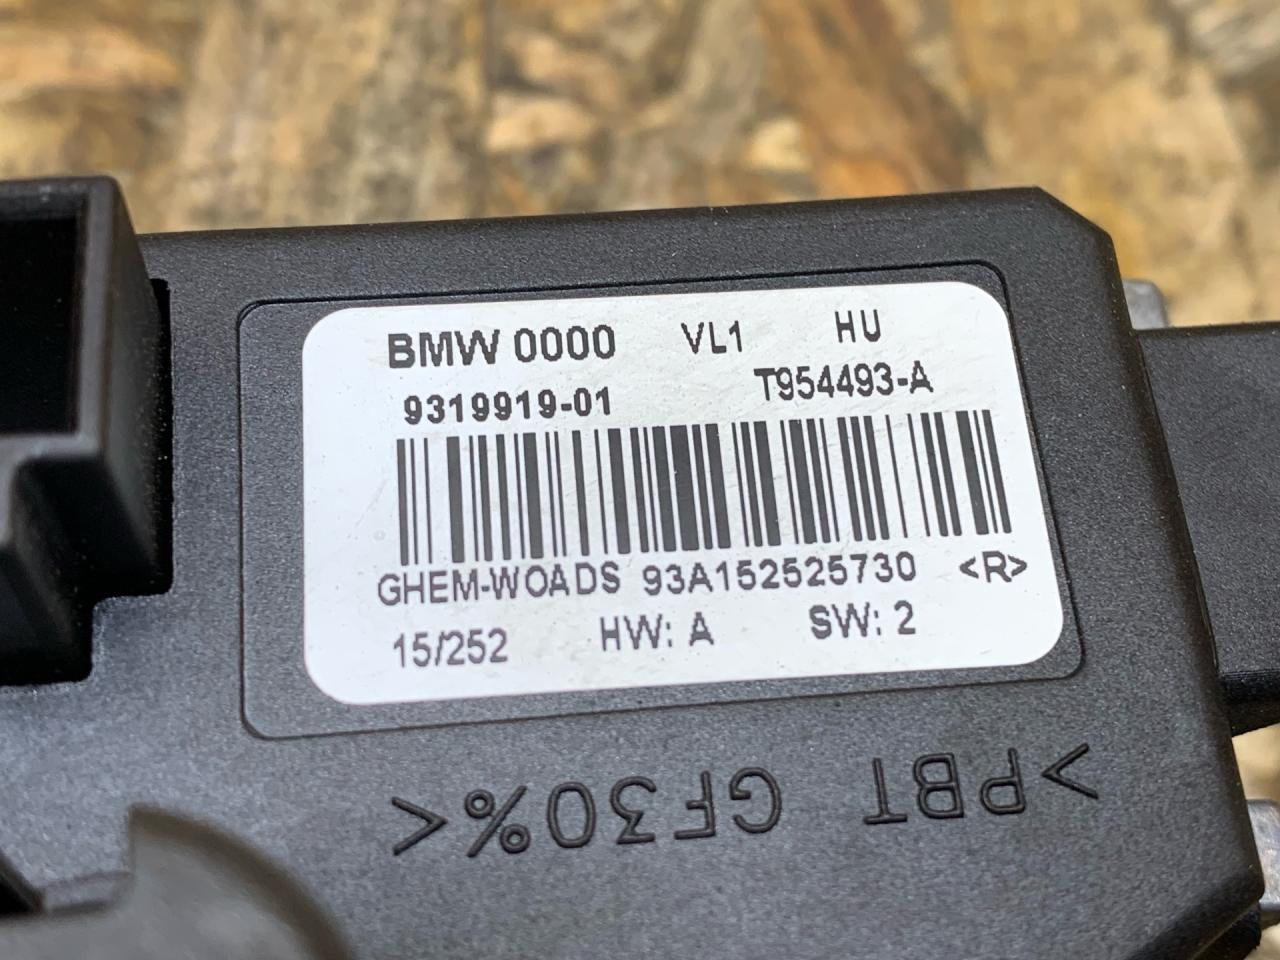 BMW 0000 VL1 HU
9319919-01 T954493-A
GHEM-WOADS 93A152525730 <R>
15/252 HW: A SW: 2
>PBT GF30%<